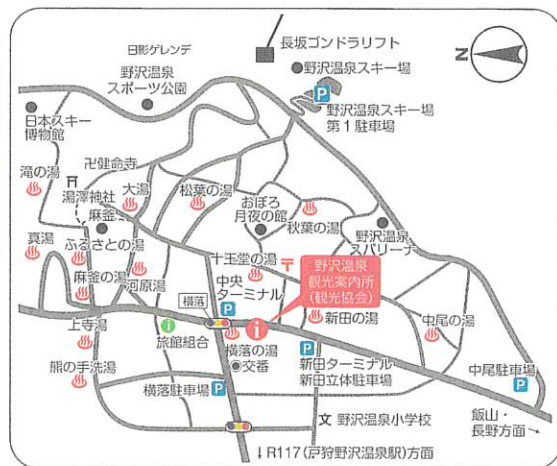 日影ゲレンデ
長坂ゴンドラリフト
野沢温泉スキー場
N
野沢温泉
スポーツ公園
P
野沢温泉スキー場
第1駐車場
日本スキー
博物館
卍健命寺
滝の湯
湯澤神社
大湯
松葉の湯
おぼろ
月夜の館
秋葉の湯
野沢温泉
スパリーナ
麻釜
真湯
ふるさとの湯
麻釜の湯
河原湯
十王堂の湯
〒
野沢温泉
観光案内所
(観光協会)
中央
ターミナル
P
横落
i
i
新田の湯
中尾の湯
上寺湯
旅館組合
横落の湯
交番
P
新田ターミナル
新田立体駐車場
中尾駐車場
P
熊の手洗湯
横落駐車場
P
文 野沢温泉小学校
飯山・
長野方面
↓R117(戸狩野沢温泉駅)方面